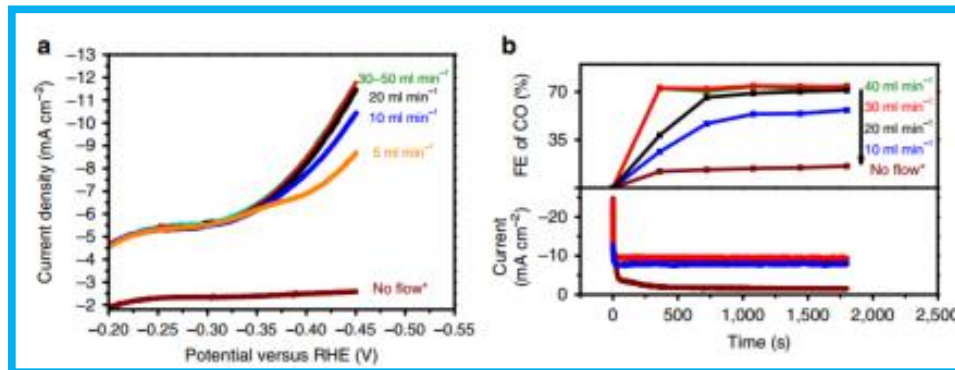 a
−13
−12
−11
−10
−9
−8
−7
−6
−5
−4
−3
−2
Current density (mA cm⁻²)
30–50 ml min⁻¹
20 ml min⁻¹
10 ml min⁻¹
5 ml min⁻¹
No flow*
−0.20 −0.25 −0.30 −0.35 −0.40 −0.45 −0.50 −0.55
Potential versus RHE (V)
b
FE of CO (%)
70
35
40 ml min⁻¹
30 ml min⁻¹
20 ml min⁻¹
10 ml min⁻¹
No flow*
Current
(mA cm⁻²)
−20
−10
0
0 500 1,000 1,500 2,000 2,500
Time (s)